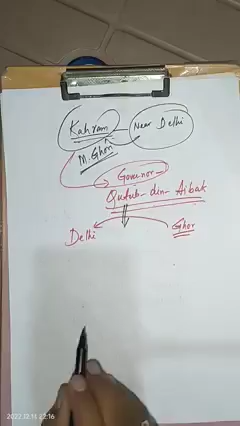 Kahram Near Delhi
M. Ghori
Governor-
Qutub-din-Aibak
Delhi Ghor
2022.12.11 22:16